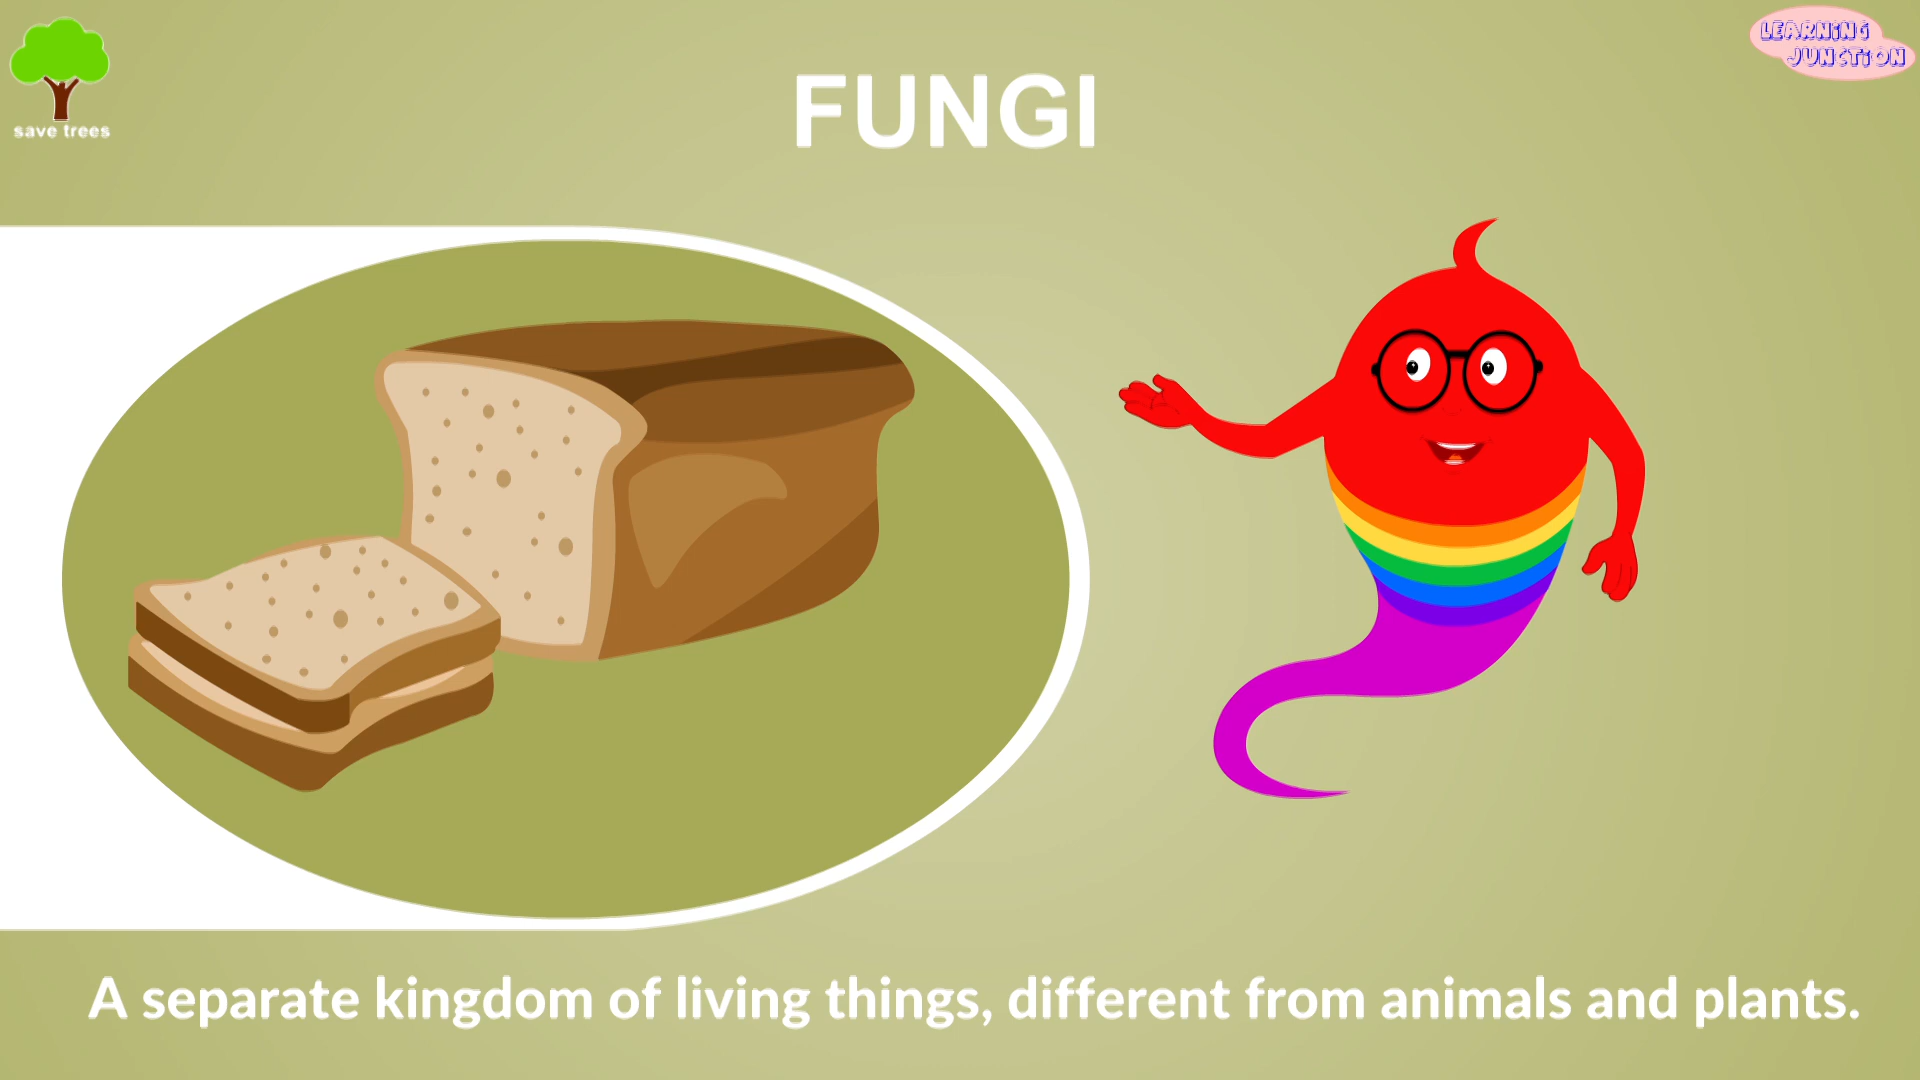 save trees
LEARNING
JUNCTION
FUNGI
A separate kingdom of living things, different from animals and plants.